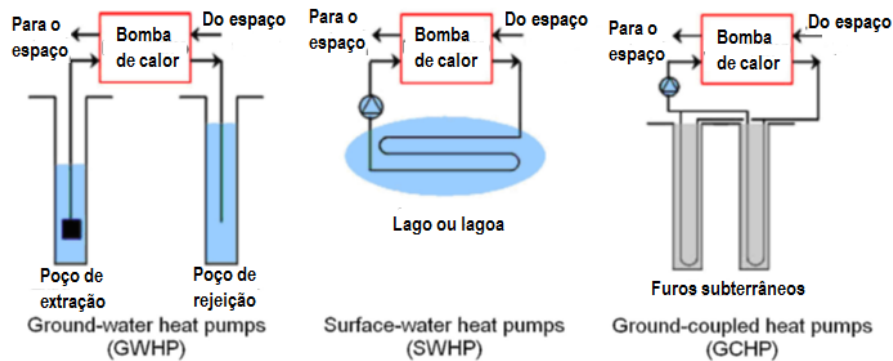 Para o
espaço
Bomba
de calor
Do espaço
Poço de
extração
Poço de
rejeição
Ground-water heat pumps
(GWHP)
Para o
espaço
Bomba
de calor
Do espaço
Lago ou lagoa
Surface-water heat pumps
(SWHP)
Para o
espaço
Bomba
de calor
Do espaço
Furos subterrâneos
Ground-coupled heat pumps
(GCHP)